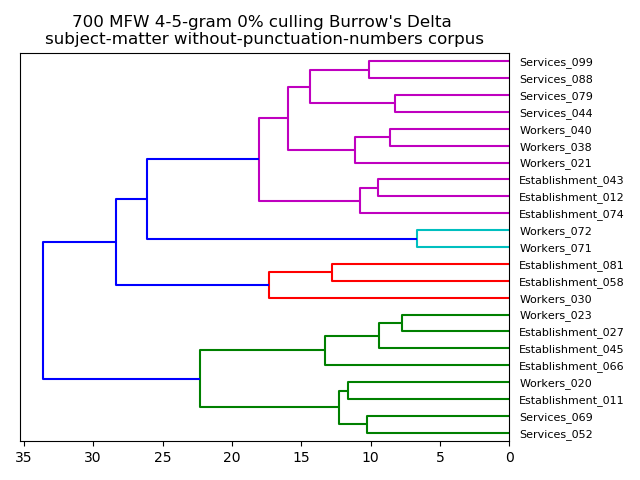 700 MFW 4-5-gram 0% culling Burrow's Delta
subject-matter without-punctuation-numbers corpus
Services_099
Services_088
Services_079
Services_044
Workers_040
Workers_038
Workers_021
Establishment_043
Establishment_012
Establishment_074
Workers_072
Workers_071
Establishment_081
Establishment_058
Workers_030
Workers_023
Establishment_027
Establishment_045
Establishment_066
Workers_020
Establishment_011
Services_069
Services_052
35 30 25 20 15 10 5 0